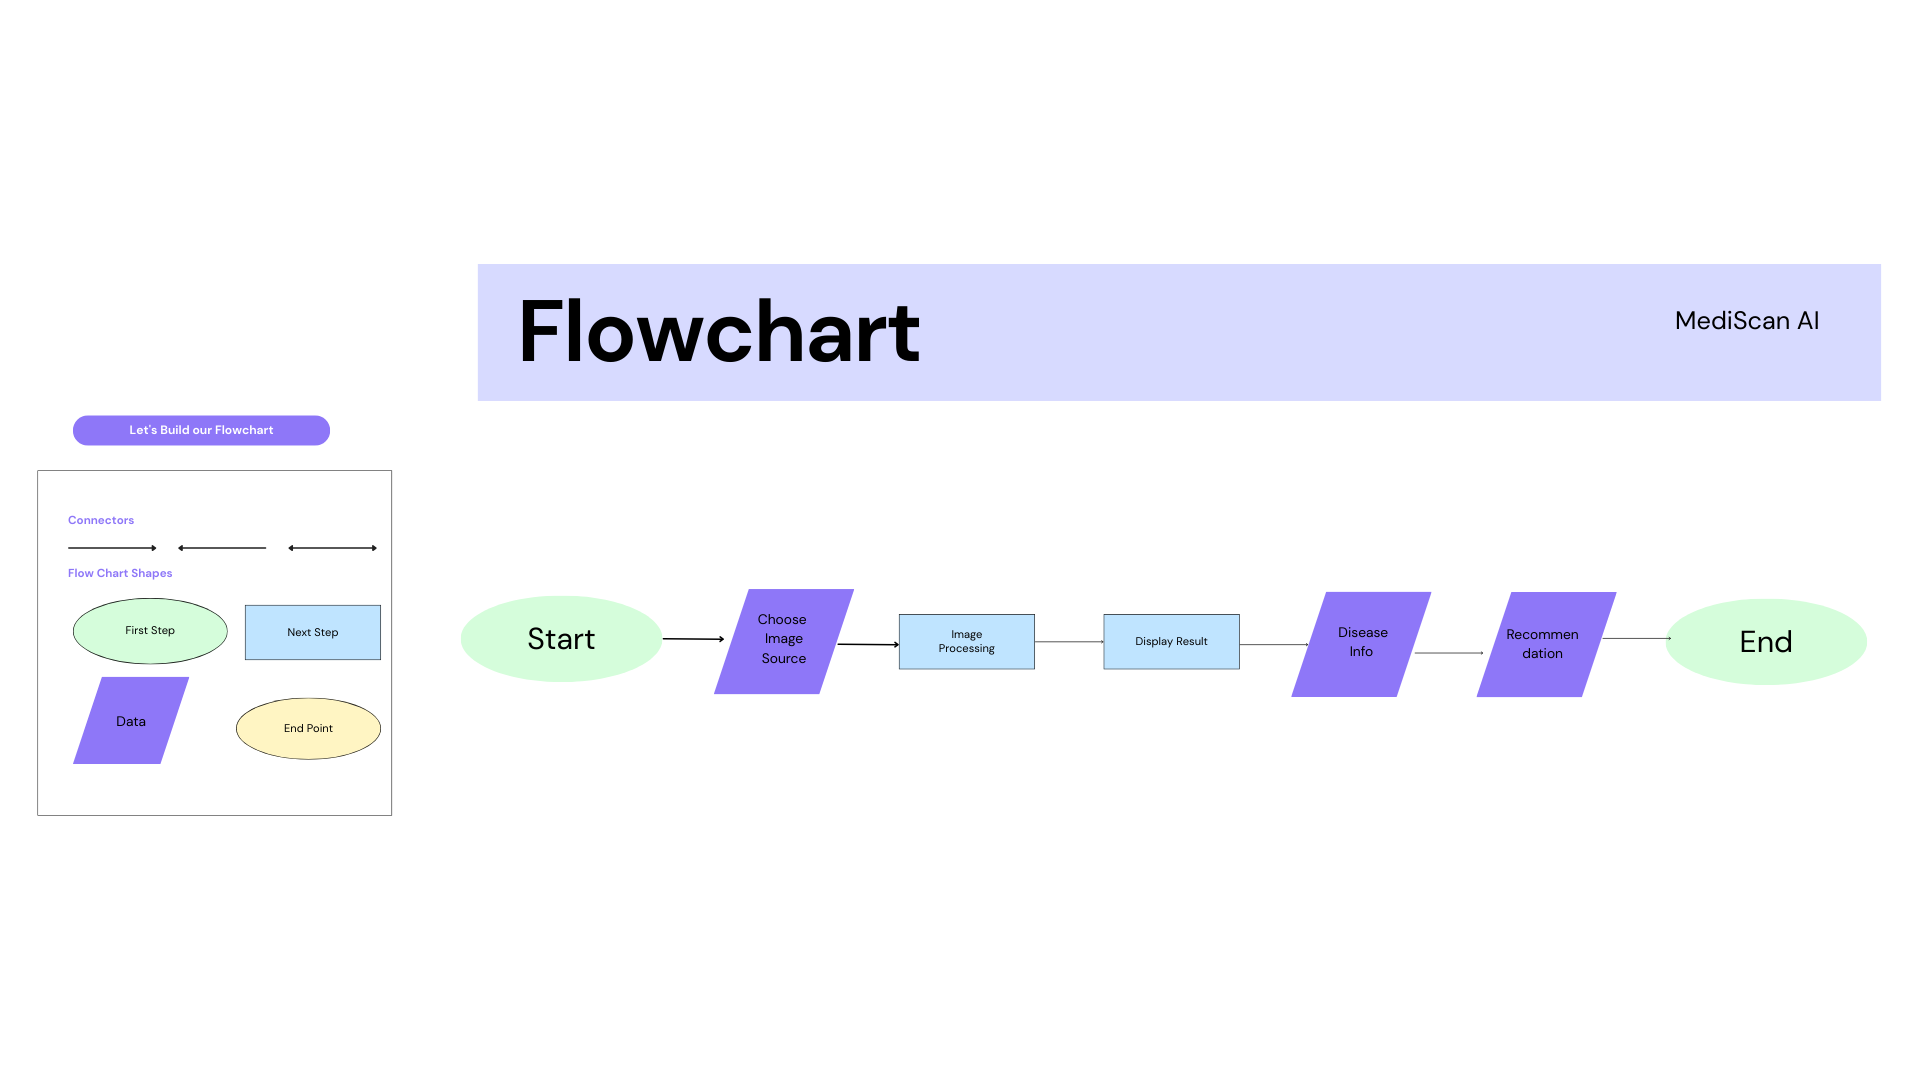 Flowchart
MediScan AI
Let's Build our Flowchart
Connectors
Flow Chart Shapes
First Step
Next Step
Data
End Point
Start
Choose
Image
Source
Image
Processing
Display Result
Disease
Info
Recommen
dation
End